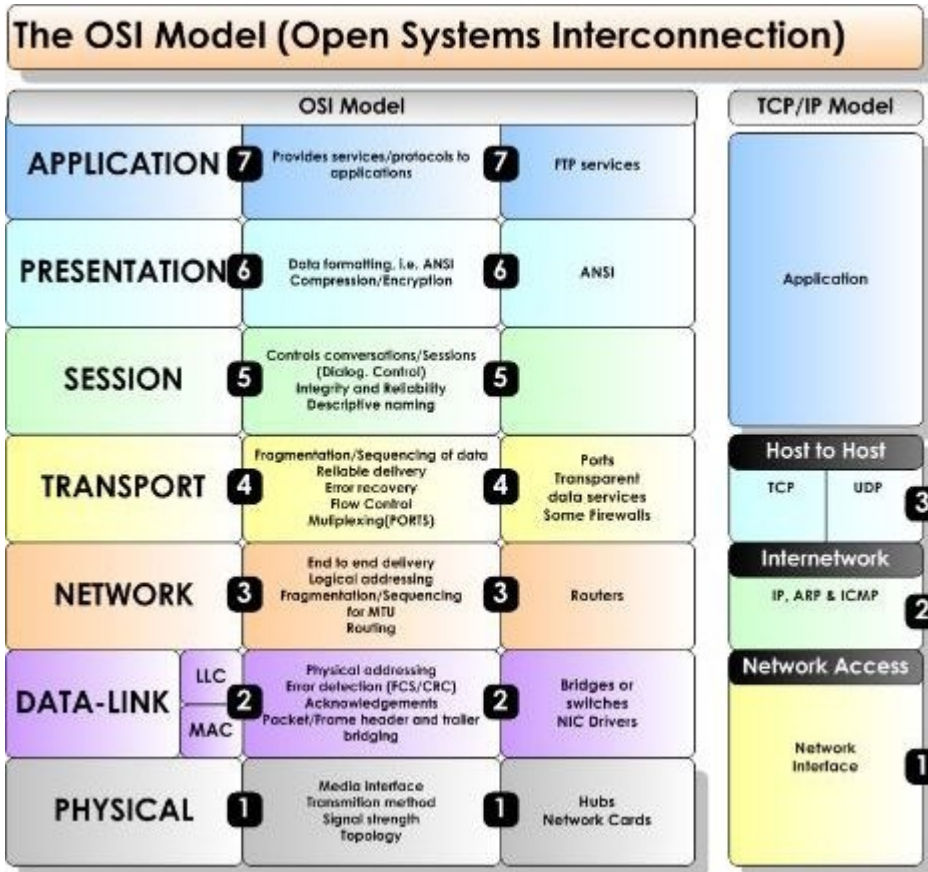 The OSI Model (Open Systems Interconnection)
OSI Model
APPLICATION
7
Provides services/protocols to
applications
7
FTP services
PRESENTATION
6
Data formatting, i.e. ANSI
Compression/Encryption
6
ANSI
SESSION
5
Controls conversations/Sessions
(Dialog. Control)
Integrity and Reliability
Descriptive naming
5
TRANSPORT
4
Fragmentation/Sequencing of data
Reliable delivery
Error recovery
Flow Control
Muliplexing(PORTS)
4
Ports
Transparent
data services
Some Firewalls
NETWORK
3
End to end delivery
Logical addressing
Fragmentation/Sequencing
for MTU
Routing
3
Routers
DATA-LINK
LLC
MAC
2
Physical addressing
Error detection (FCS/CRC)
Acknowledgements
Packet/Frame header and trailer
bridging
2
Bridges or
switches
NIC Drivers
PHYSICAL
1
Media Interface
Transmition method
Signal strength
Topology
1
Hubs
Network Cards
TCP/IP Model
Application
Host to Host
TCP
UDP
3
Internetwork
IP, ARP & ICMP
2
Network Access
Network
Interface
1